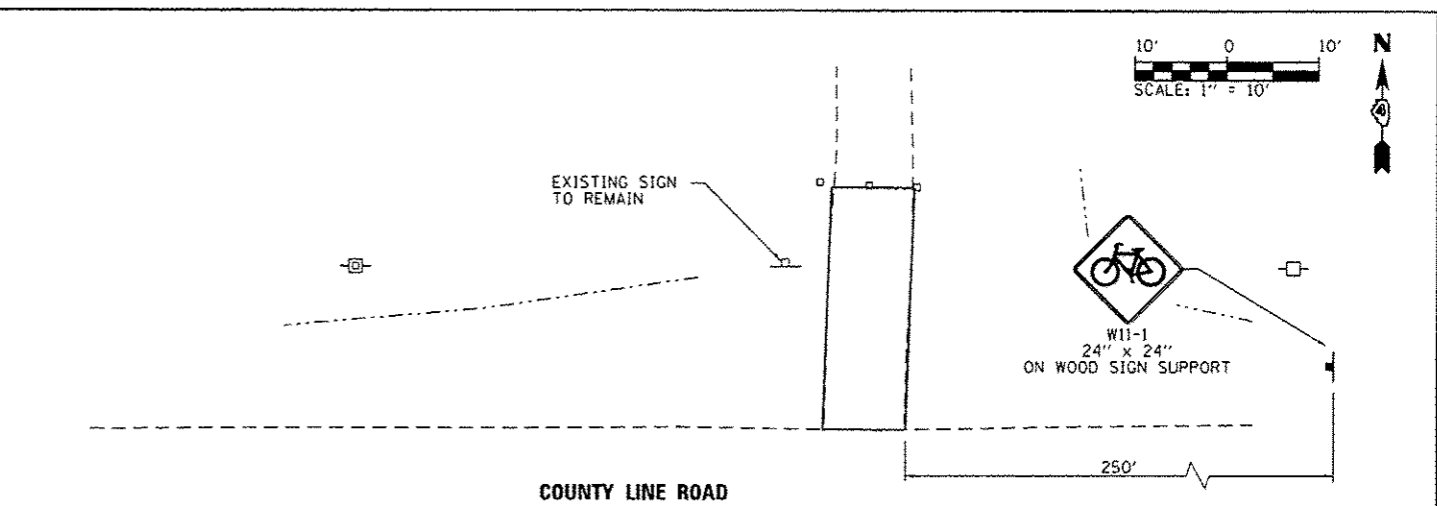 10' 0 10' N
SCALE: 1" = 10'
4
EXISTING SIGN
TO REMAIN
W11-1
24" x 24"
ON WOOD SIGN SUPPORT
250'
COUNTY LINE ROAD